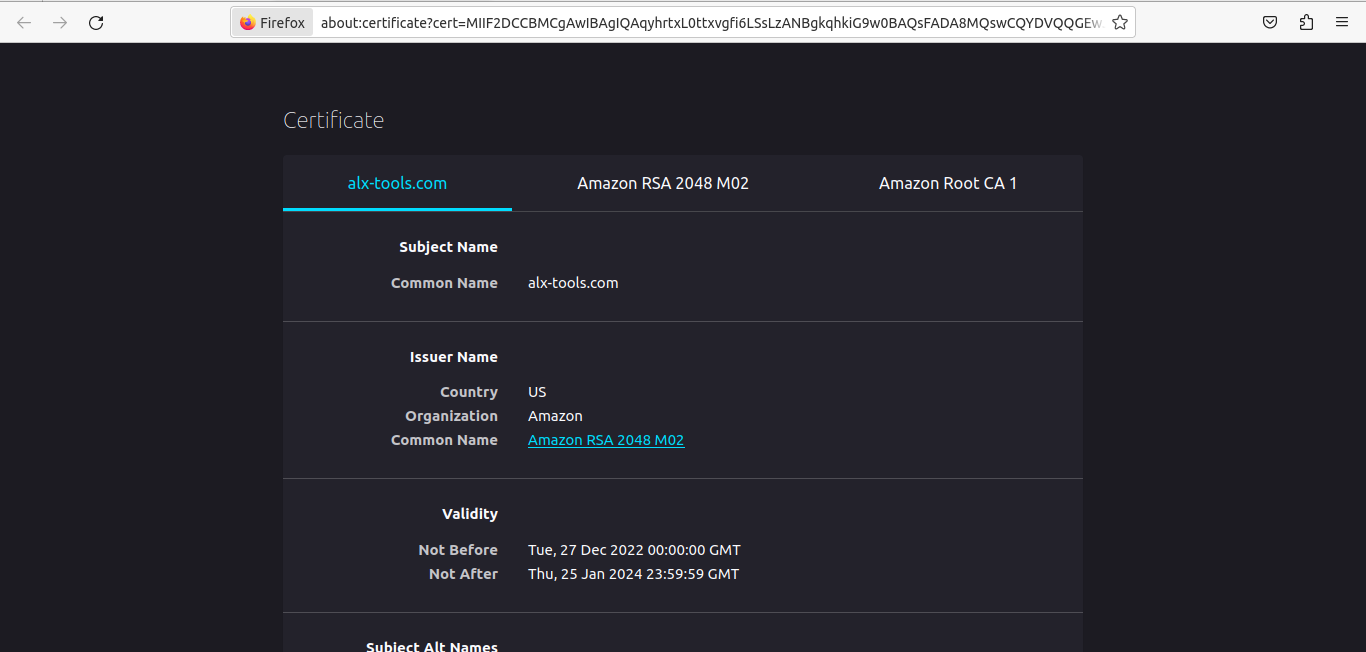 Firefox about:certificate?cert=MIIF2DCCBMCgAwIBAgIQAqyhrtxL0ttxvgfi6LSsLzANBgkqhkiG9w0BAQsFADA8MQswCQYDVQQGEw
Certificate
alx-tools.com Amazon RSA 2048 M02 Amazon Root CA 1
Subject Name
Common Name alx-tools.com
Issuer Name
Country US
Organization Amazon
Common Name Amazon RSA 2048 M02
Validity
Not Before Tue, 27 Dec 2022 00:00:00 GMT
Not After Thu, 25 Jan 2024 23:59:59 GMT
Subject Alt Names